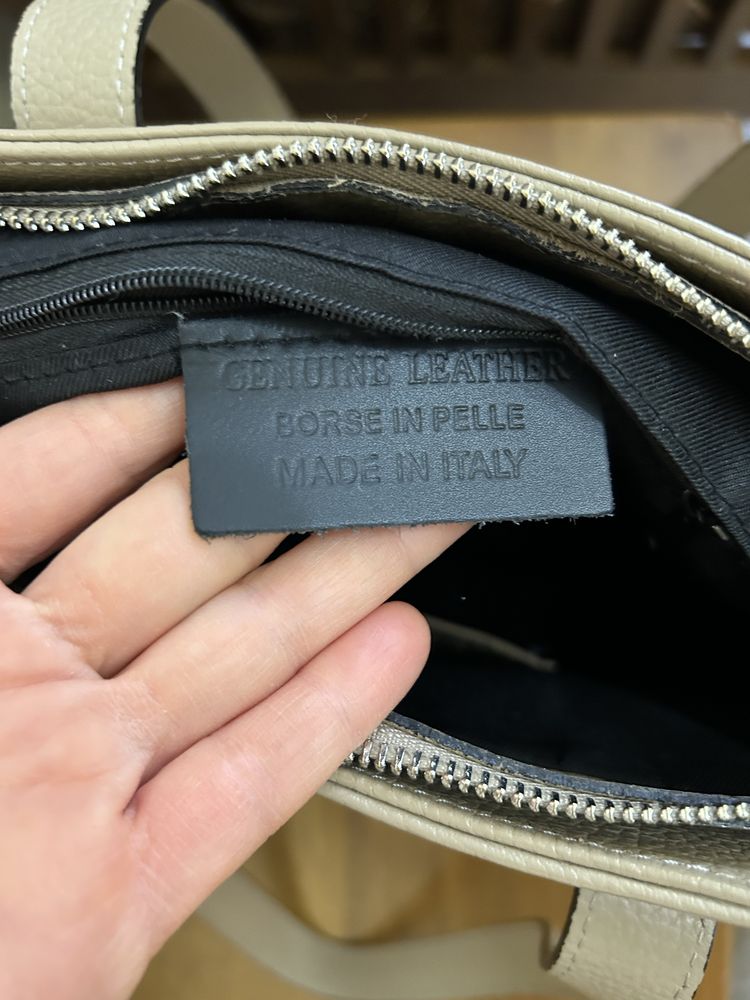 GENUINE LEATHER
BORSE IN PELLE
MADE IN ITALY